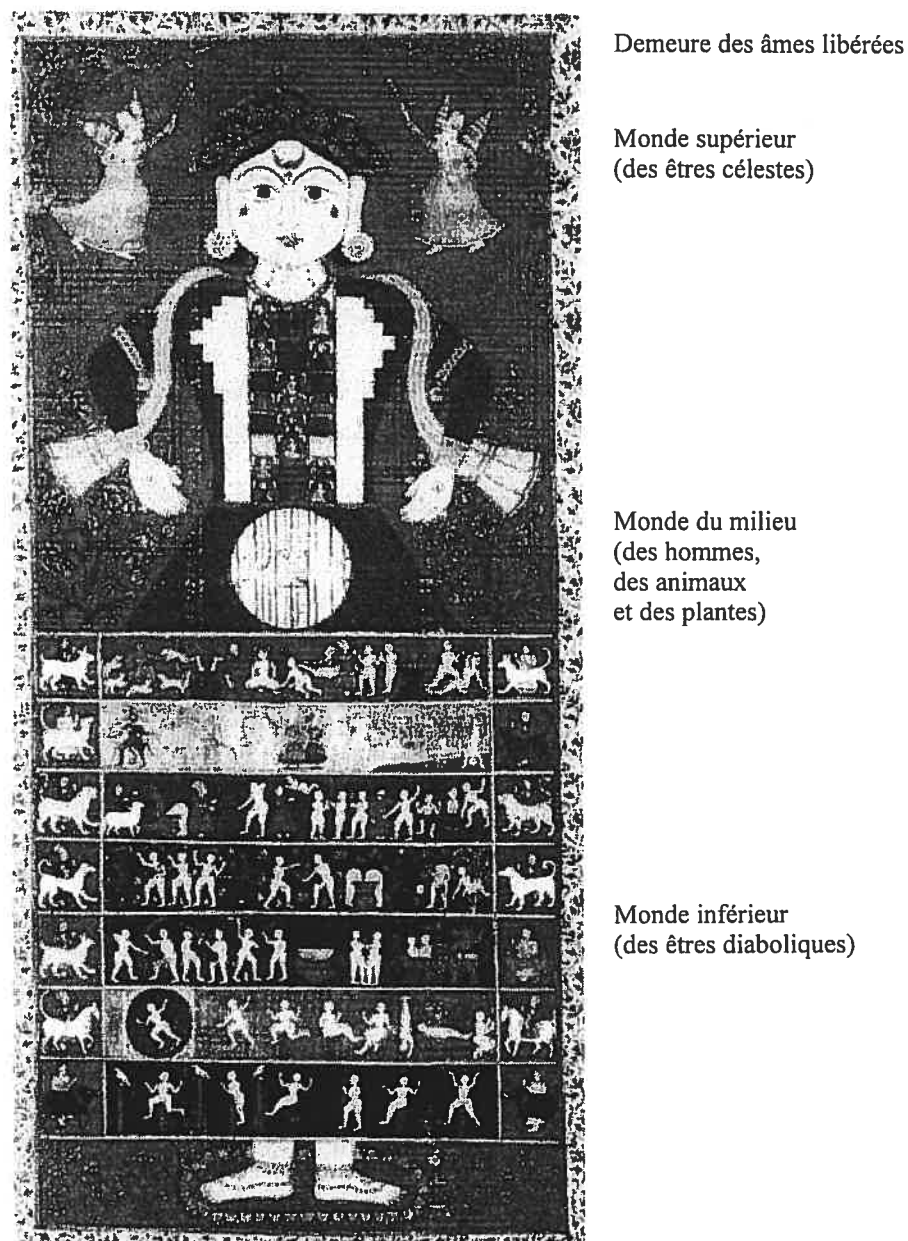 Demeure des âmes libérées
Monde supérieur
(des êtres célestes)
Monde du milieu
(des hommes,
des animaux
et des plantes)
Monde inférieur
(des êtres diaboliques)